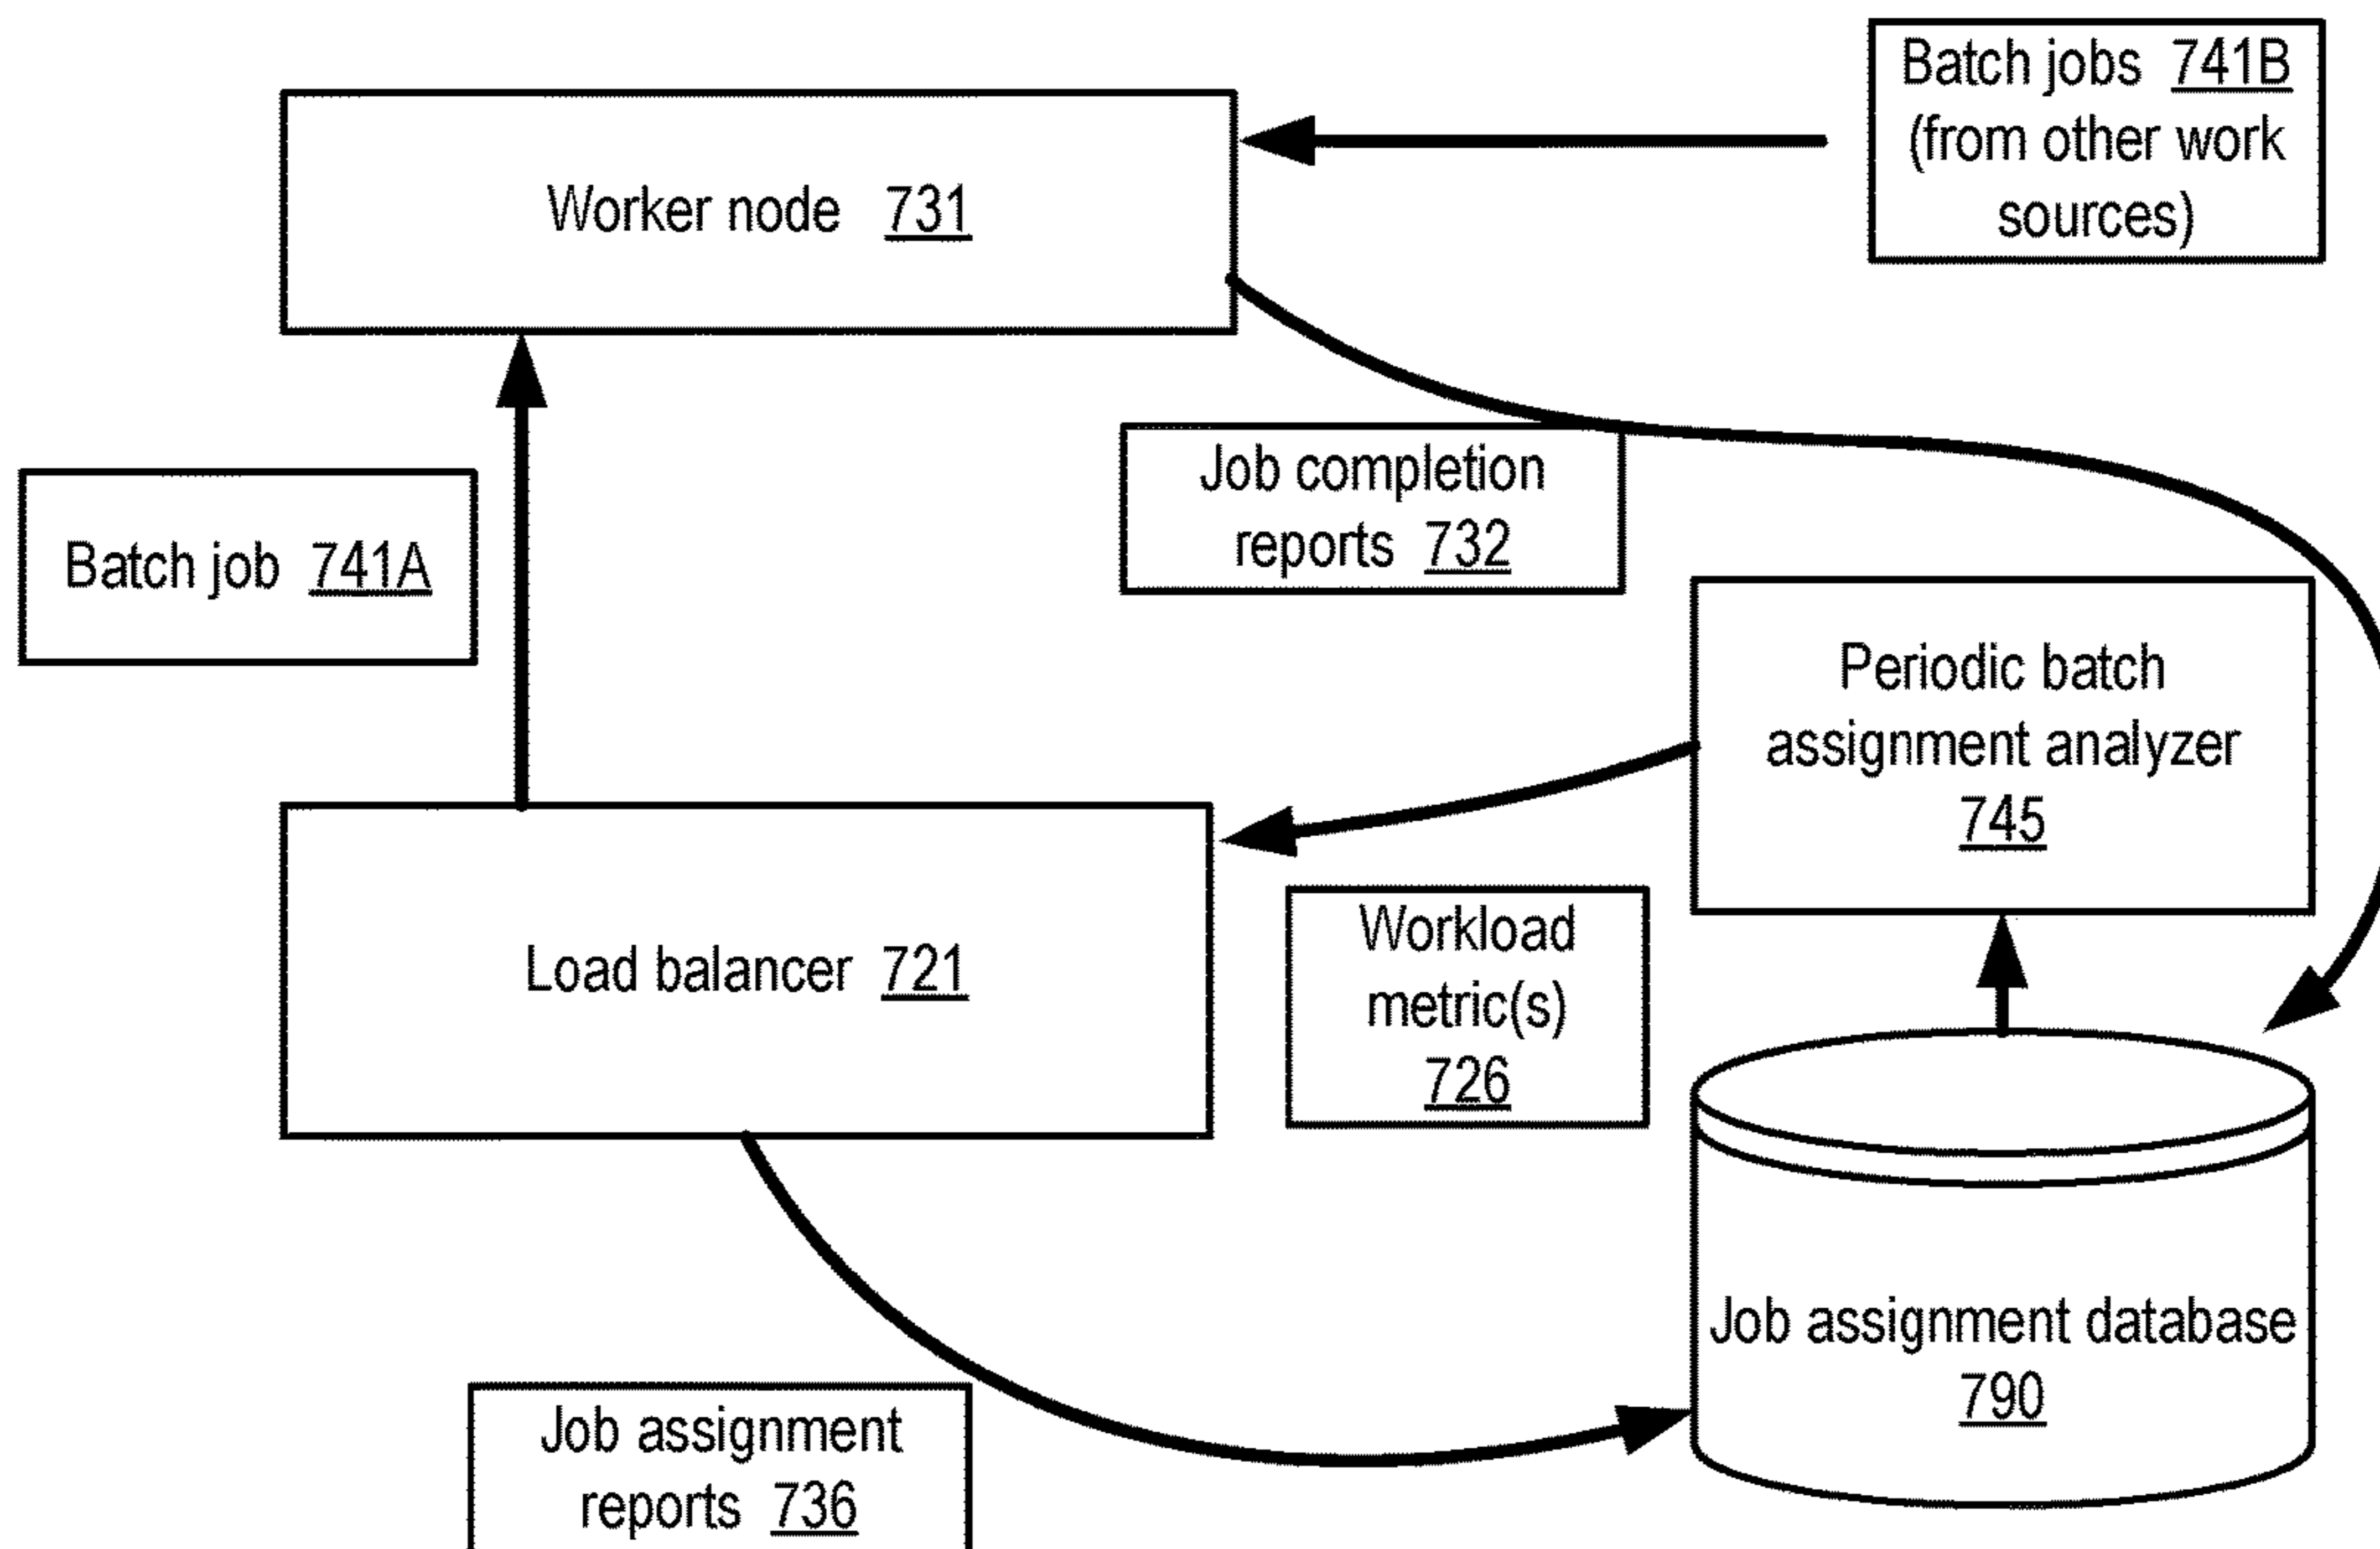 Batch jobs 741B
(from other work
sources)
Worker node 731
Job completion
reports 732
Batch job 741A
Periodic batch
assignment analyzer
745
Load balancer 721
Workload
metric(s)
726
Job assignment database
790
Job assignment
reports 736